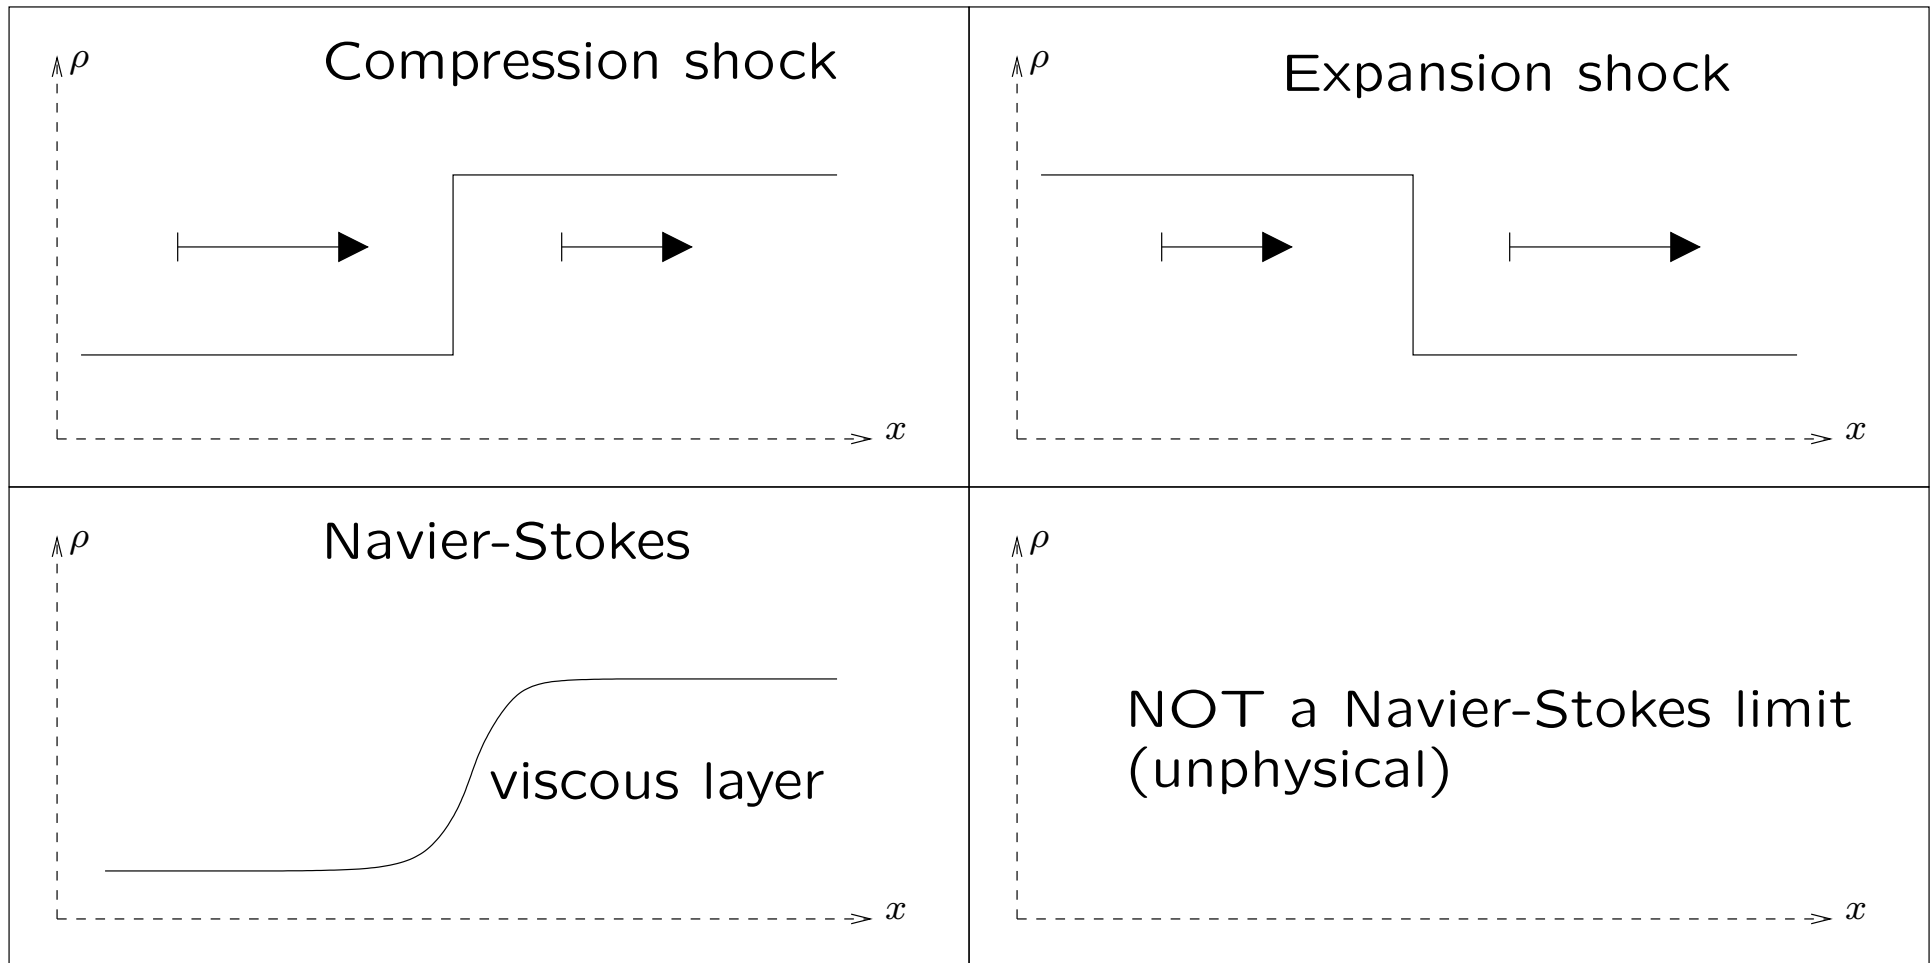 ρ
Compression shock
x
ρ
Expansion shock
x
ρ
Navier-Stokes
viscous layer
x
ρ
NOT a Navier-Stokes limit
(unphysical)
x